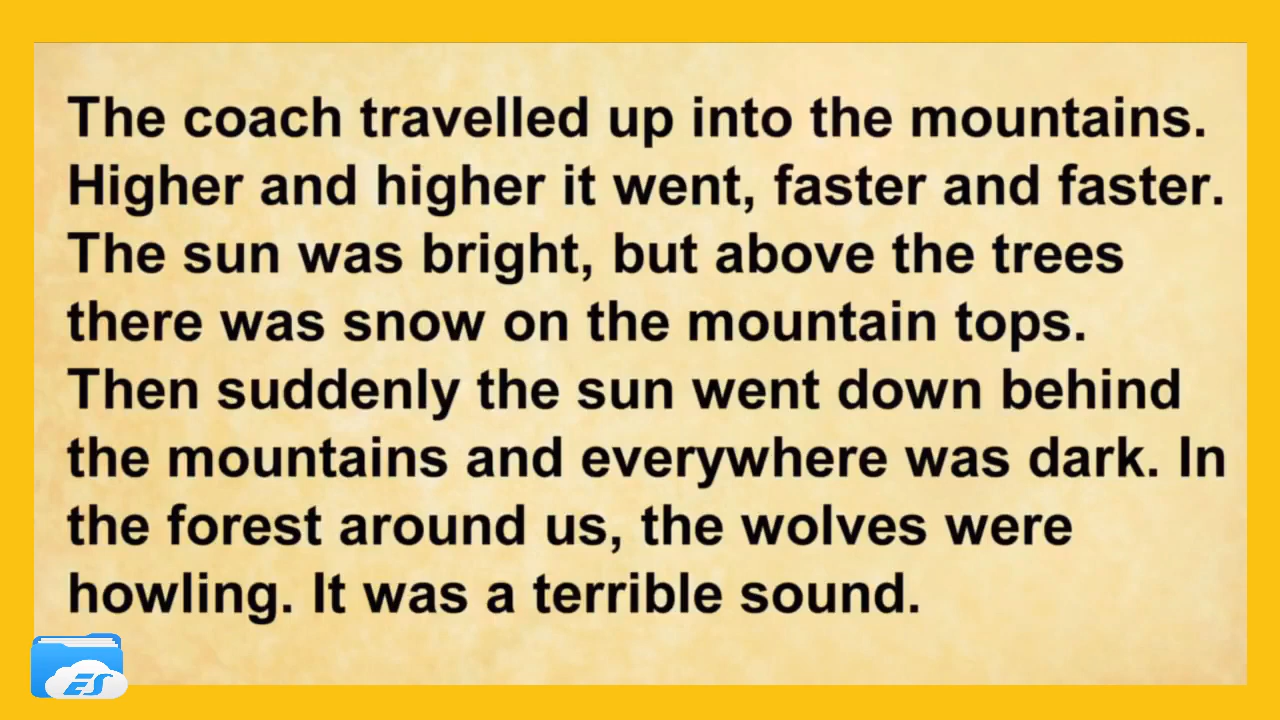 The coach travelled up into the mountains.
Higher and higher it went, faster and faster.
The sun was bright, but above the trees
there was snow on the mountain tops.
Then suddenly the sun went down behind
the mountains and everywhere was dark. In
the forest around us, the wolves were
howling. It was a terrible sound.
ES